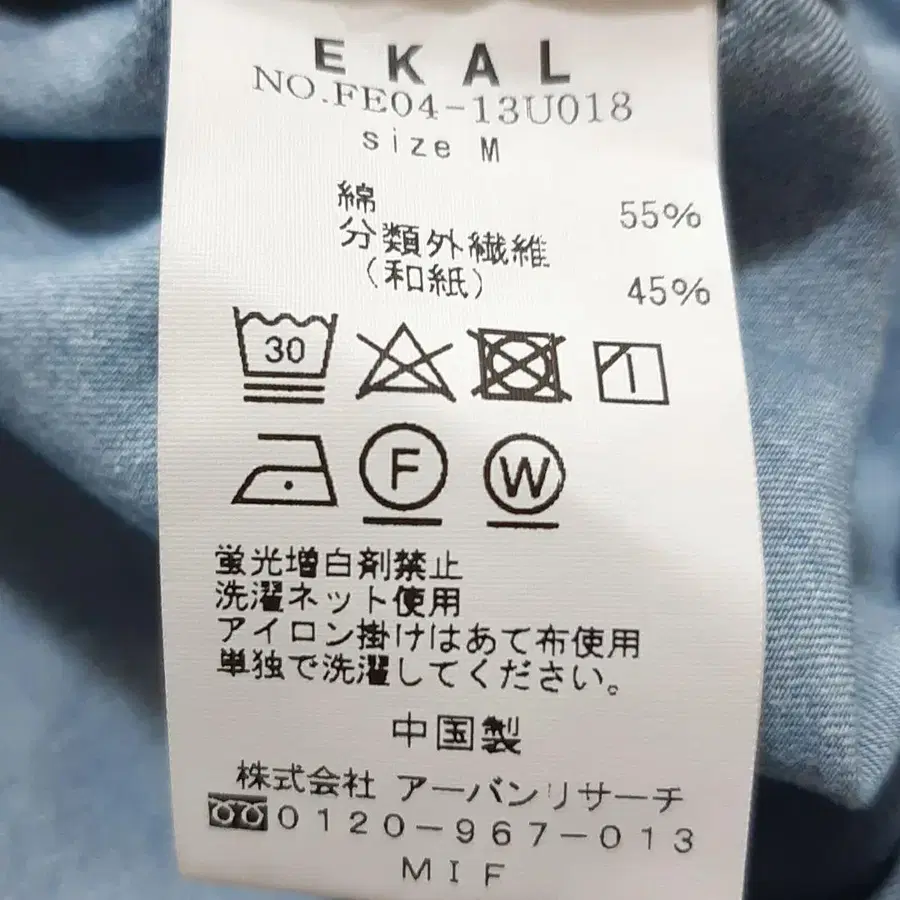 EKAL
NO.FE04-13U018
size M
綿 55%
分類外繊維
(和紙) 45%
30
F W
蛍光増白剤禁止
洗濯ネット使用
アイロン掛けはあて布使用
単独で洗濯してください。
中国製
株式会社 アーバンリサーチ
0120-967-013
MIF